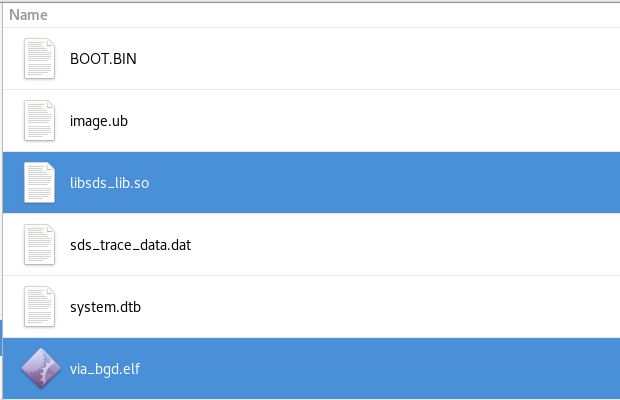 Name
BOOT.BIN
image.ub
libsds_lib.so
sds_trace_data.dat
system.dtb
via_bgd.elf